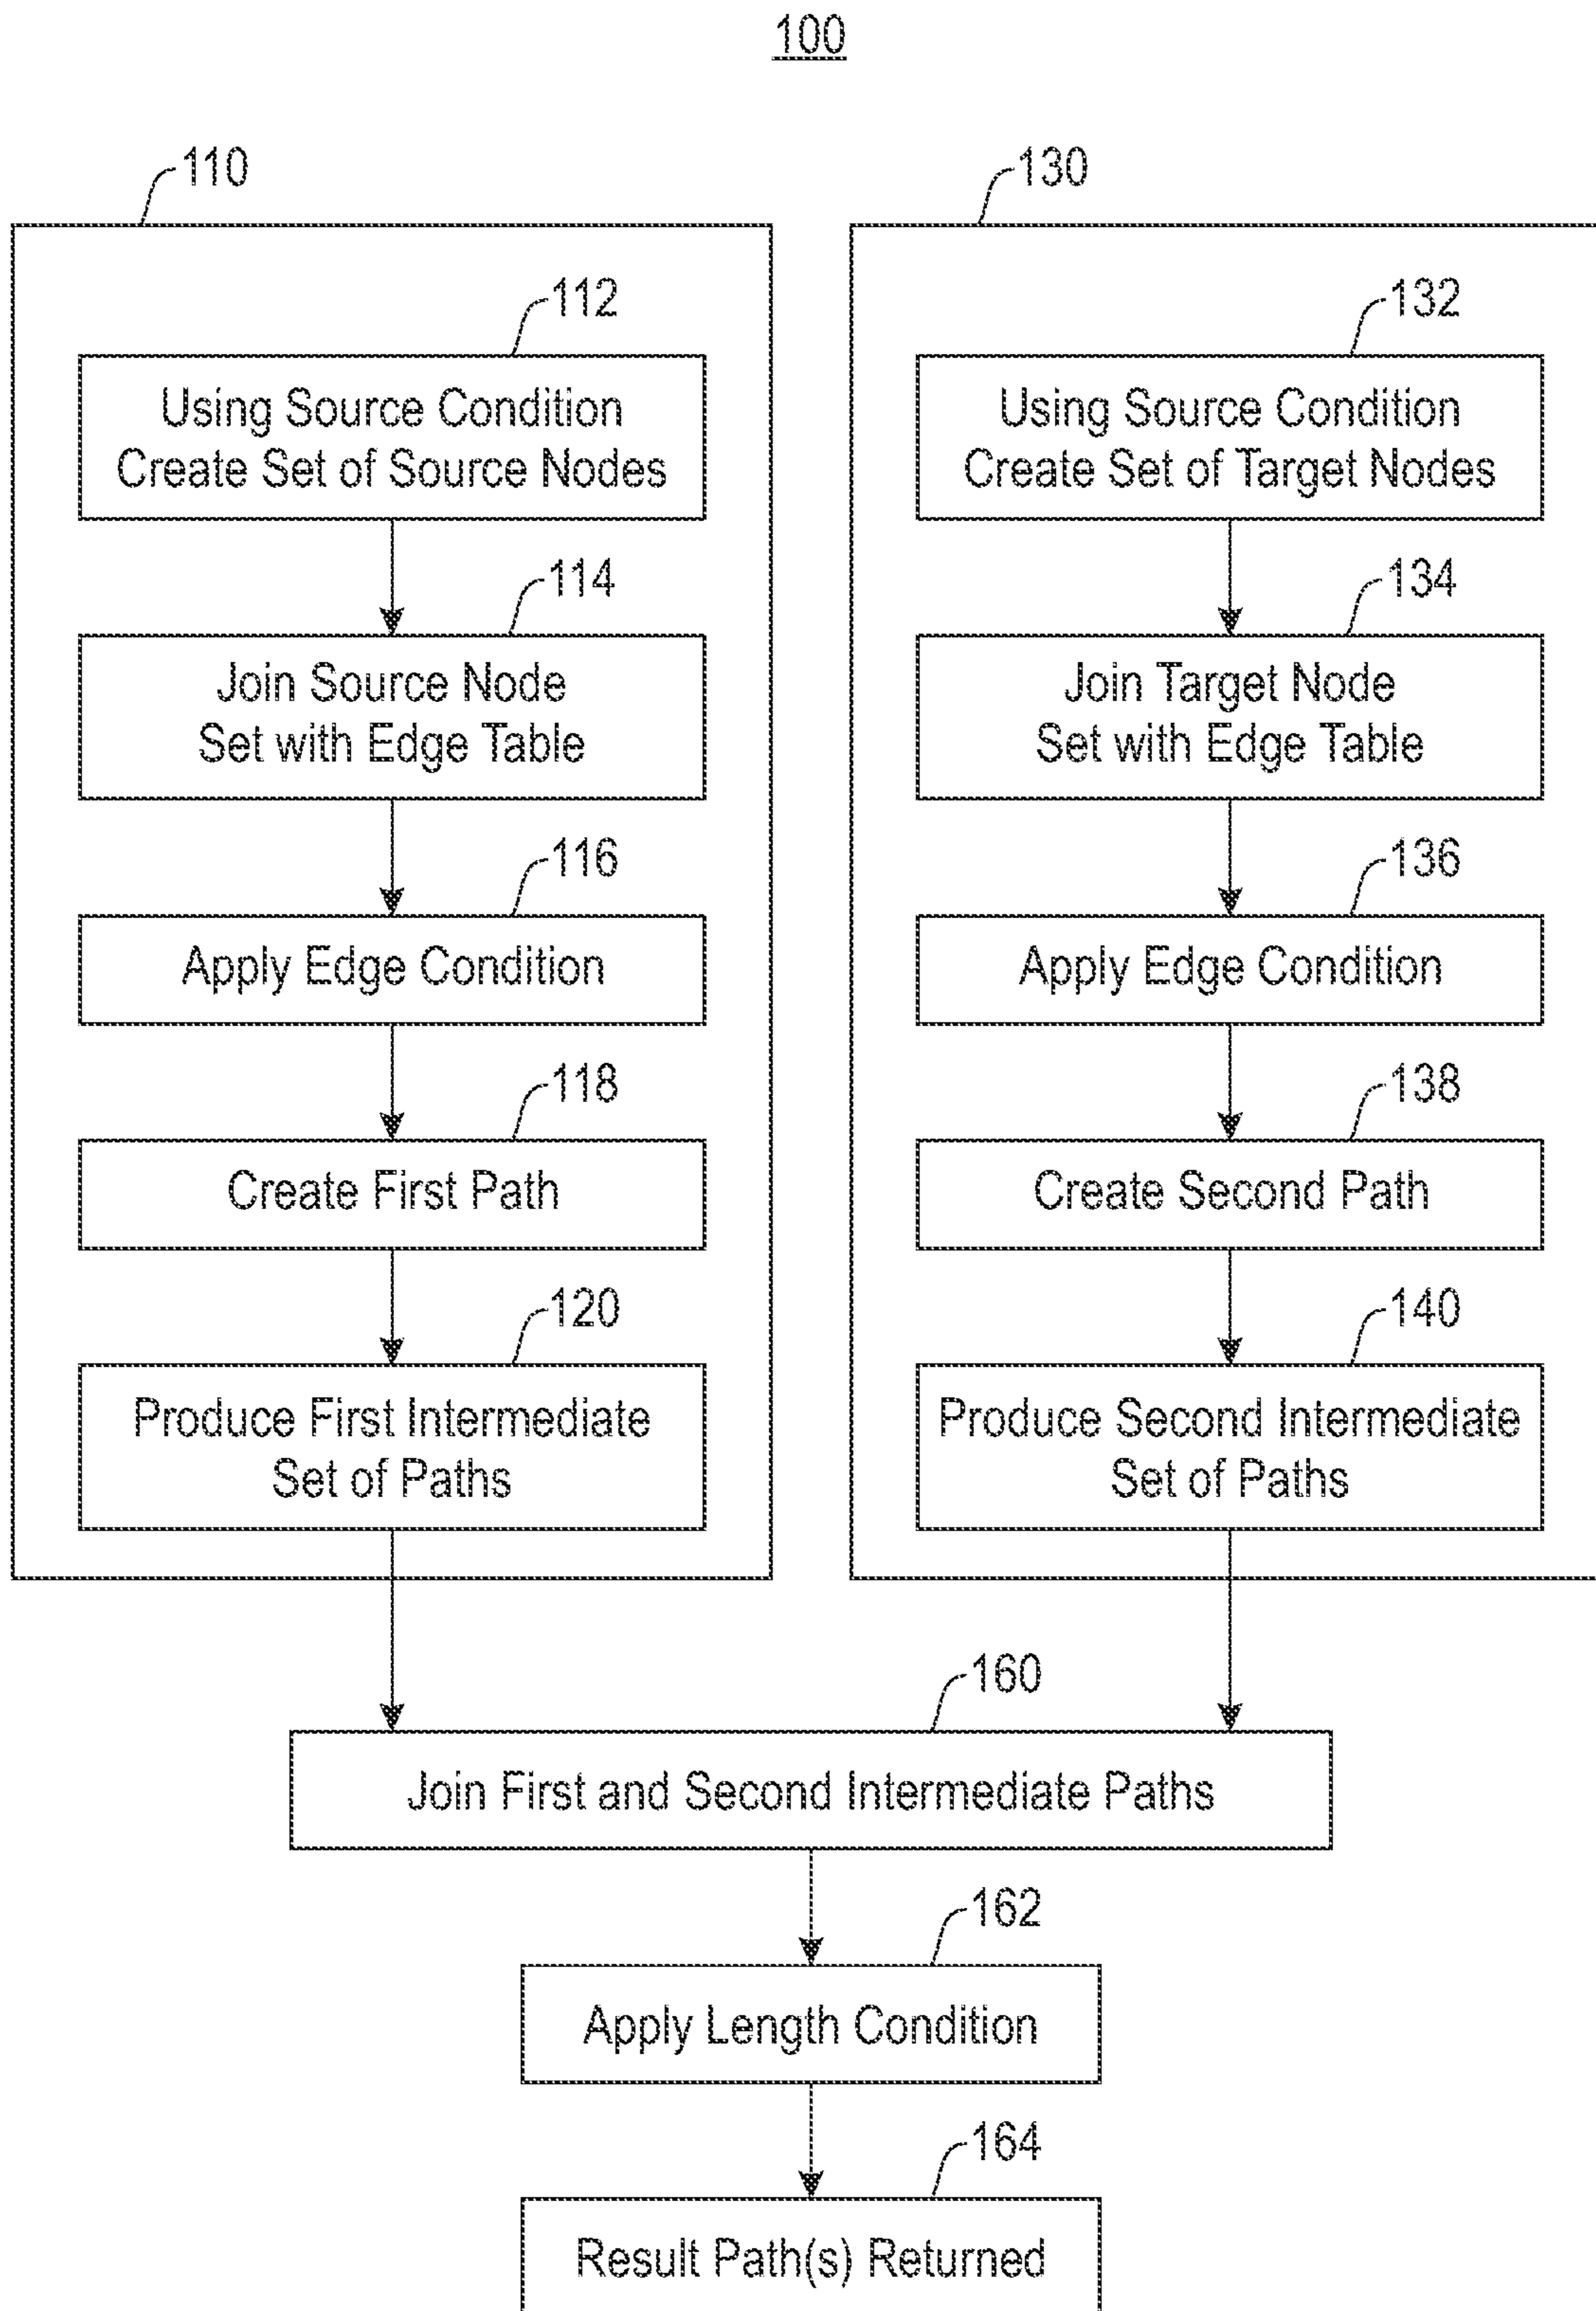 100
110
112
Using Source Condition
Create Set of Source Nodes
114
Join Source Node
Set with Edge Table
116
Apply Edge Condition
118
Create First Path
120
Produce First Intermediate
Set of Paths
130
132
Using Source Condition
Create Set of Target Nodes
134
Join Target Node
Set with Edge Table
136
Apply Edge Condition
138
Create Second Path
140
Produce Second Intermediate
Set of Paths
160
Join First and Second Intermediate Paths
162
Apply Length Condition
164
Result Path(s) Returned